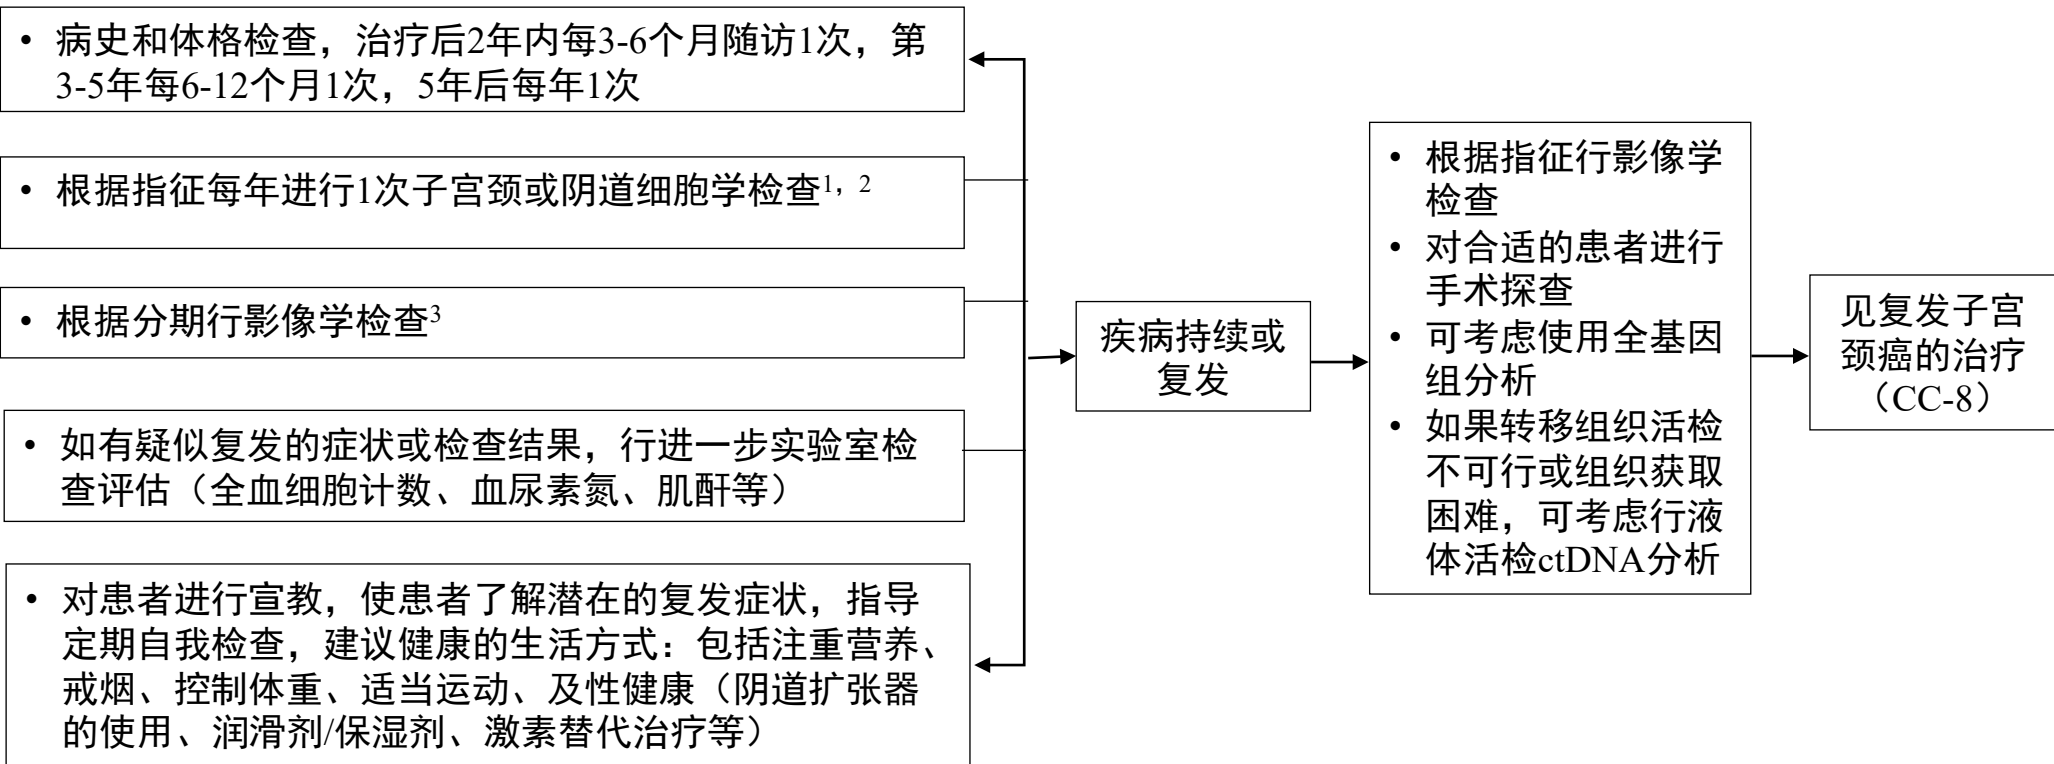 • 病史和体格检查，治疗后2年内每3-6个月随访1次，第
3-5年每6-12个月1次，5年后每年1次
• 根据指征每年进行1次子宫颈或阴道细胞学检查1，2
• 根据分期行影像学检查3
• 如有疑似复发的症状或检查结果，行进一步实验室检
查评估（全血细胞计数、血尿素氮、肌酐等）
• 对患者进行宣教，使患者了解潜在的复发症状，指导
定期自我检查，建议健康的生活方式：包括注重营养、
戒烟、控制体重、适当运动、及性健康（阴道扩张器
的使用、润滑剂/保湿剂、激素替代治疗等）
疾病持续或
复发
• 根据指征行影像学
检查
• 对合适的患者进行
手术探查
• 可考虑使用全基因
组分析
• 如果转移组织活检
不可行或组织获取
困难，可考虑行液
体活检ctDNA分析
见复发子宫
颈癌的治疗
（CC-8）